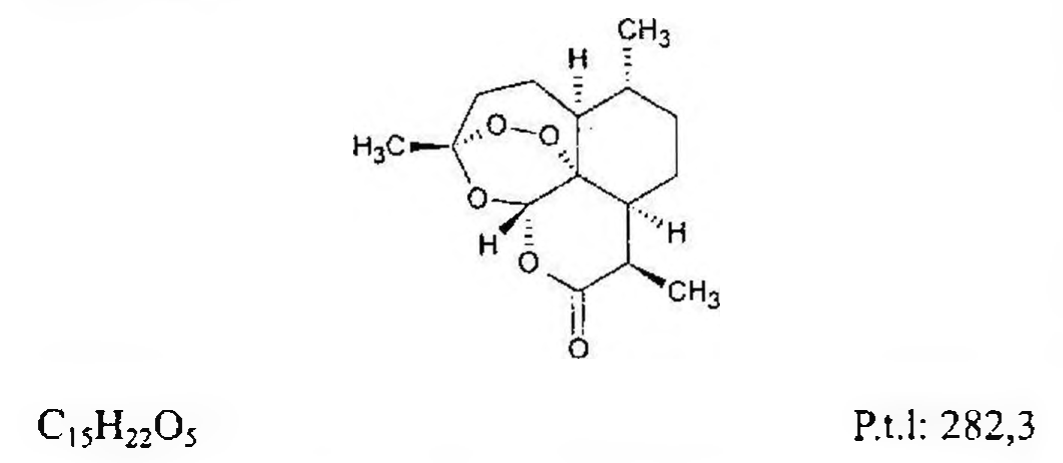 CH₃
H
O
O
H₃C
O
H
H
O
CH₃
O
C₁₅H₂₂O₅
P.t.l: 282,3